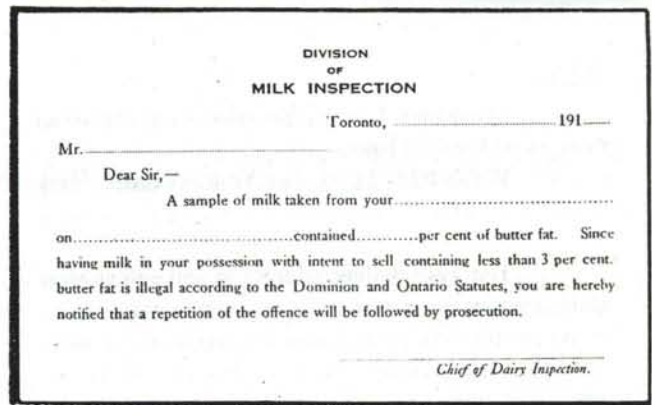 DIVISION
OF
MILK INSPECTION
Toronto, .......................... 191......
Mr. ..........................
Dear Sir,—
A sample of milk taken from your..........................
on..........................contained............per cent of butter fat. Since
having milk in your possession with intent to sell containing less than 3 per cent.
butter fat is illegal according to the Dominion and Ontario Statutes, you are hereby
notified that a repetition of the offence will be followed by prosecution.
Chief of Dairy Inspection.